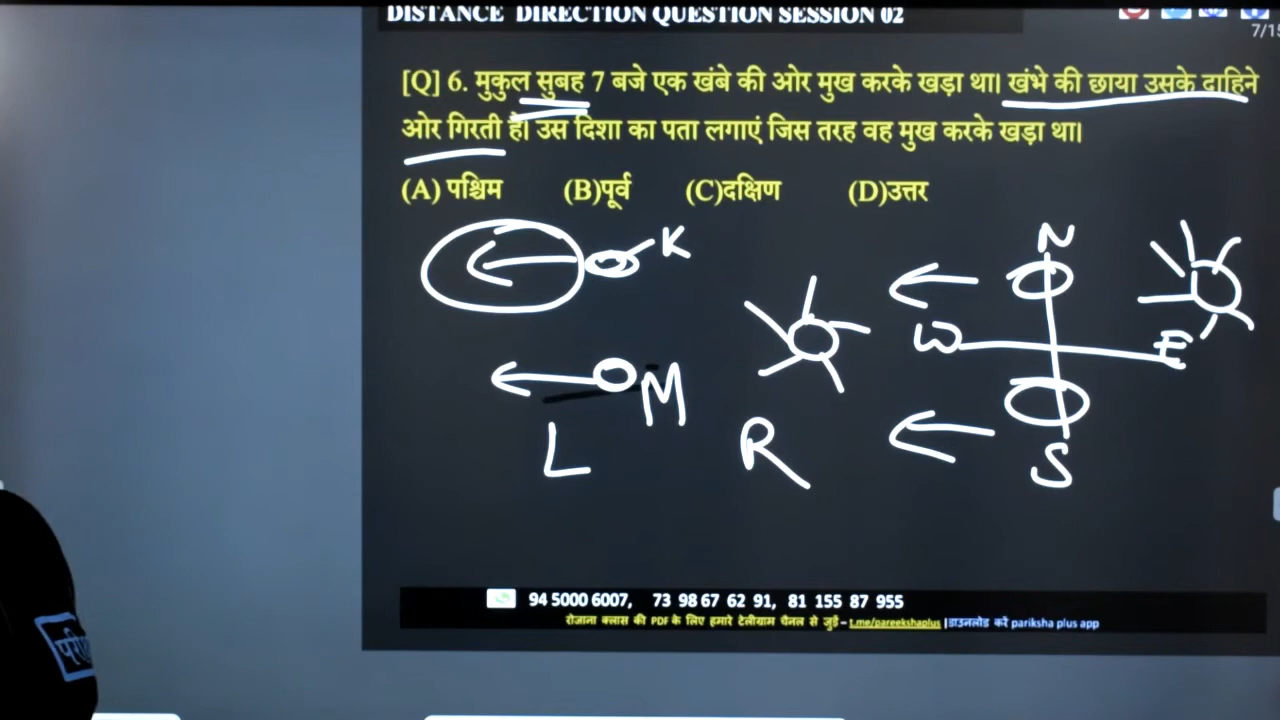 DISTANCE DIRECTION QUESTION SESSION 02
7/15
[Q] 6. मुकुल सुबह 7 बजे एक खंबे की ओर मुख करके खड़ा था। खंभे की छाया उसके दाहिने
ओर गिरती है। उस दिशा का पता लगाएं जिस तरह वह मुख करके खड़ा था।
(A) पश्चिम (B)पूर्व (C)दक्षिण (D)उत्तर
K
N
W
E
M
L
R
S
94 5000 6007, 73 98 67 62 91, 81 155 87 955
रोजाना क्लास की PDF के लिए हमारे टेलीग्राम चैनल से जुड़ें – t.me/pareekshaplus |डाउनलोड करें pariksha plus app